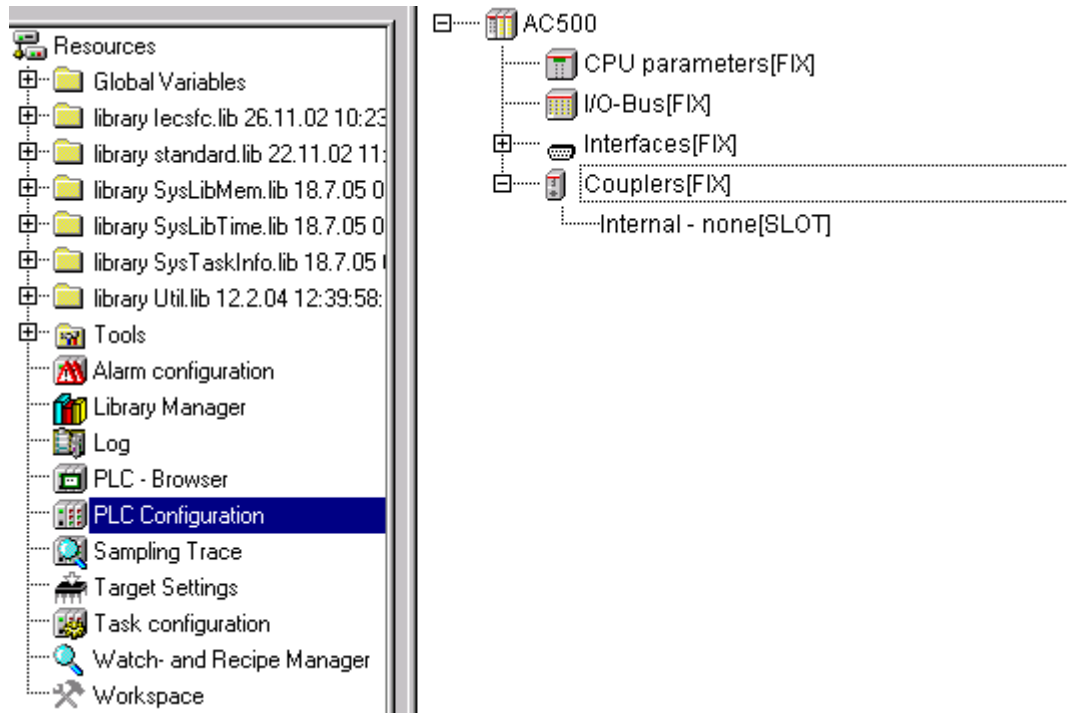 Resources
Global Variables
library Iecsfc.lib 26.11.02 10:23
library standard.lib 22.11.02 11:
library SysLibMem.lib 18.7.05 0
library SysLibTime.lib 18.7.05 0
library SysTaskInfo.lib 18.7.05
library Util.lib 12.2.04 12:39:58:
Tools
Alarm configuration
Library Manager
Log
PLC - Browser
PLC Configuration
Sampling Trace
Target Settings
Task configuration
Watch- and Recipe Manager
Workspace
AC500
CPU parameters[FIX]
I/O-Bus[FIX]
Interfaces[FIX]
Couplers[FIX]
Internal - none[SLOT]